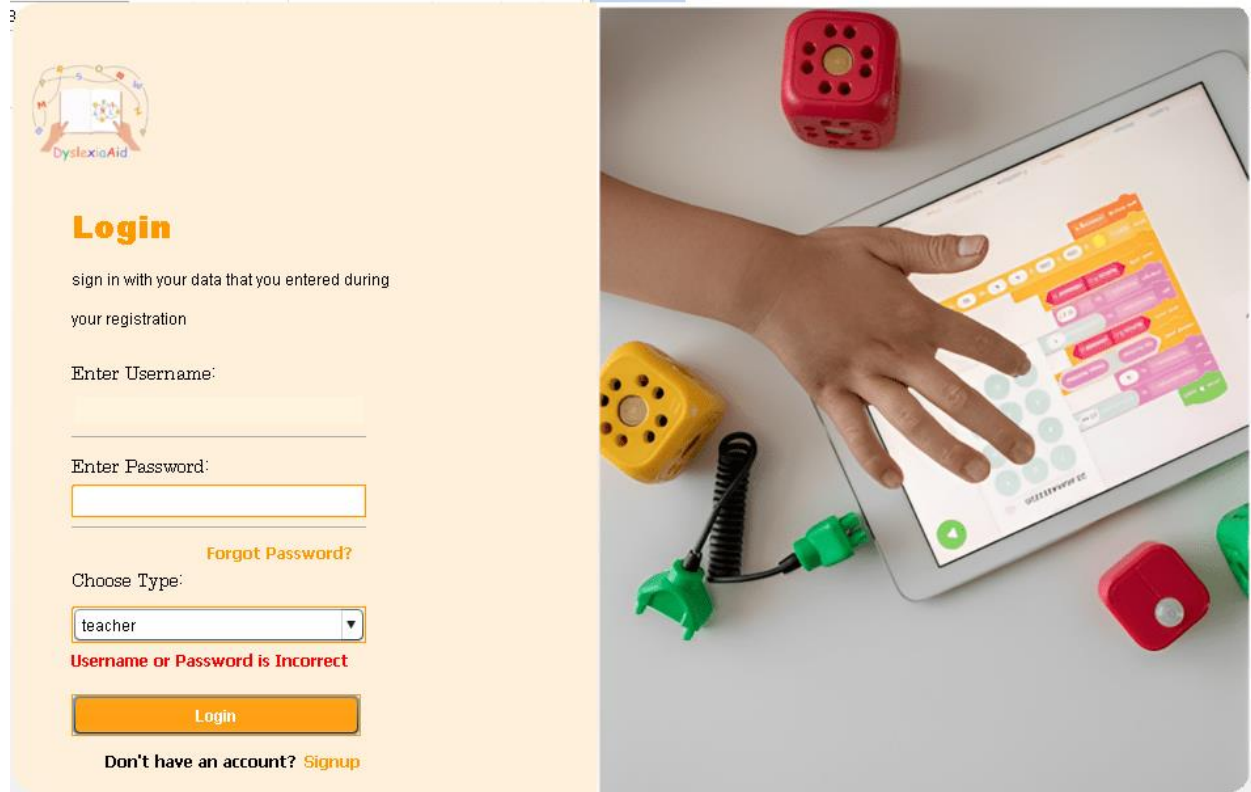 DyslexiaAid
Login
sign in with your data that you entered during
your registration
Enter Username:
Enter Password:
Forgot Password?
Choose Type:
teacher
Username or Password is Incorrect
Login
Don't have an account? Signup